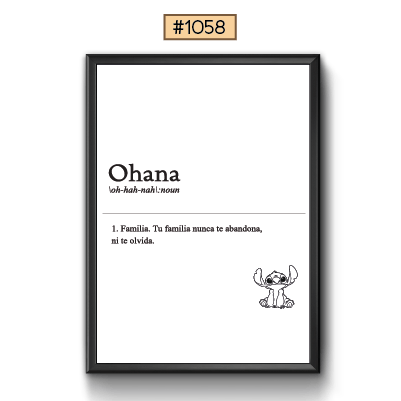 #1058
Ohana
\oh-hah-nah\:noun
1. Familia. Tu familia nunca te abandona,
ni te olvida.